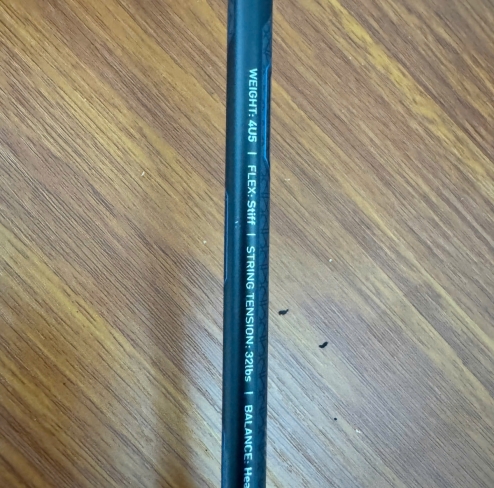 WEIGHT: 4U5 | FLEX: Stiff | STRING TENSION: 32lbs | BALANCE: Hea